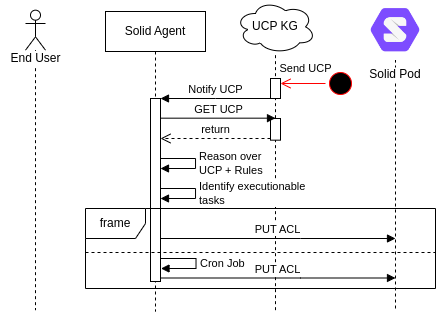 End User
Solid Agent
UCP KG
Solid Pod
Send UCP
Notify UCP
GET UCP
return
Reason over
UCP + Rules
Identify executionable
tasks
frame
PUT ACL
Cron Job
PUT ACL